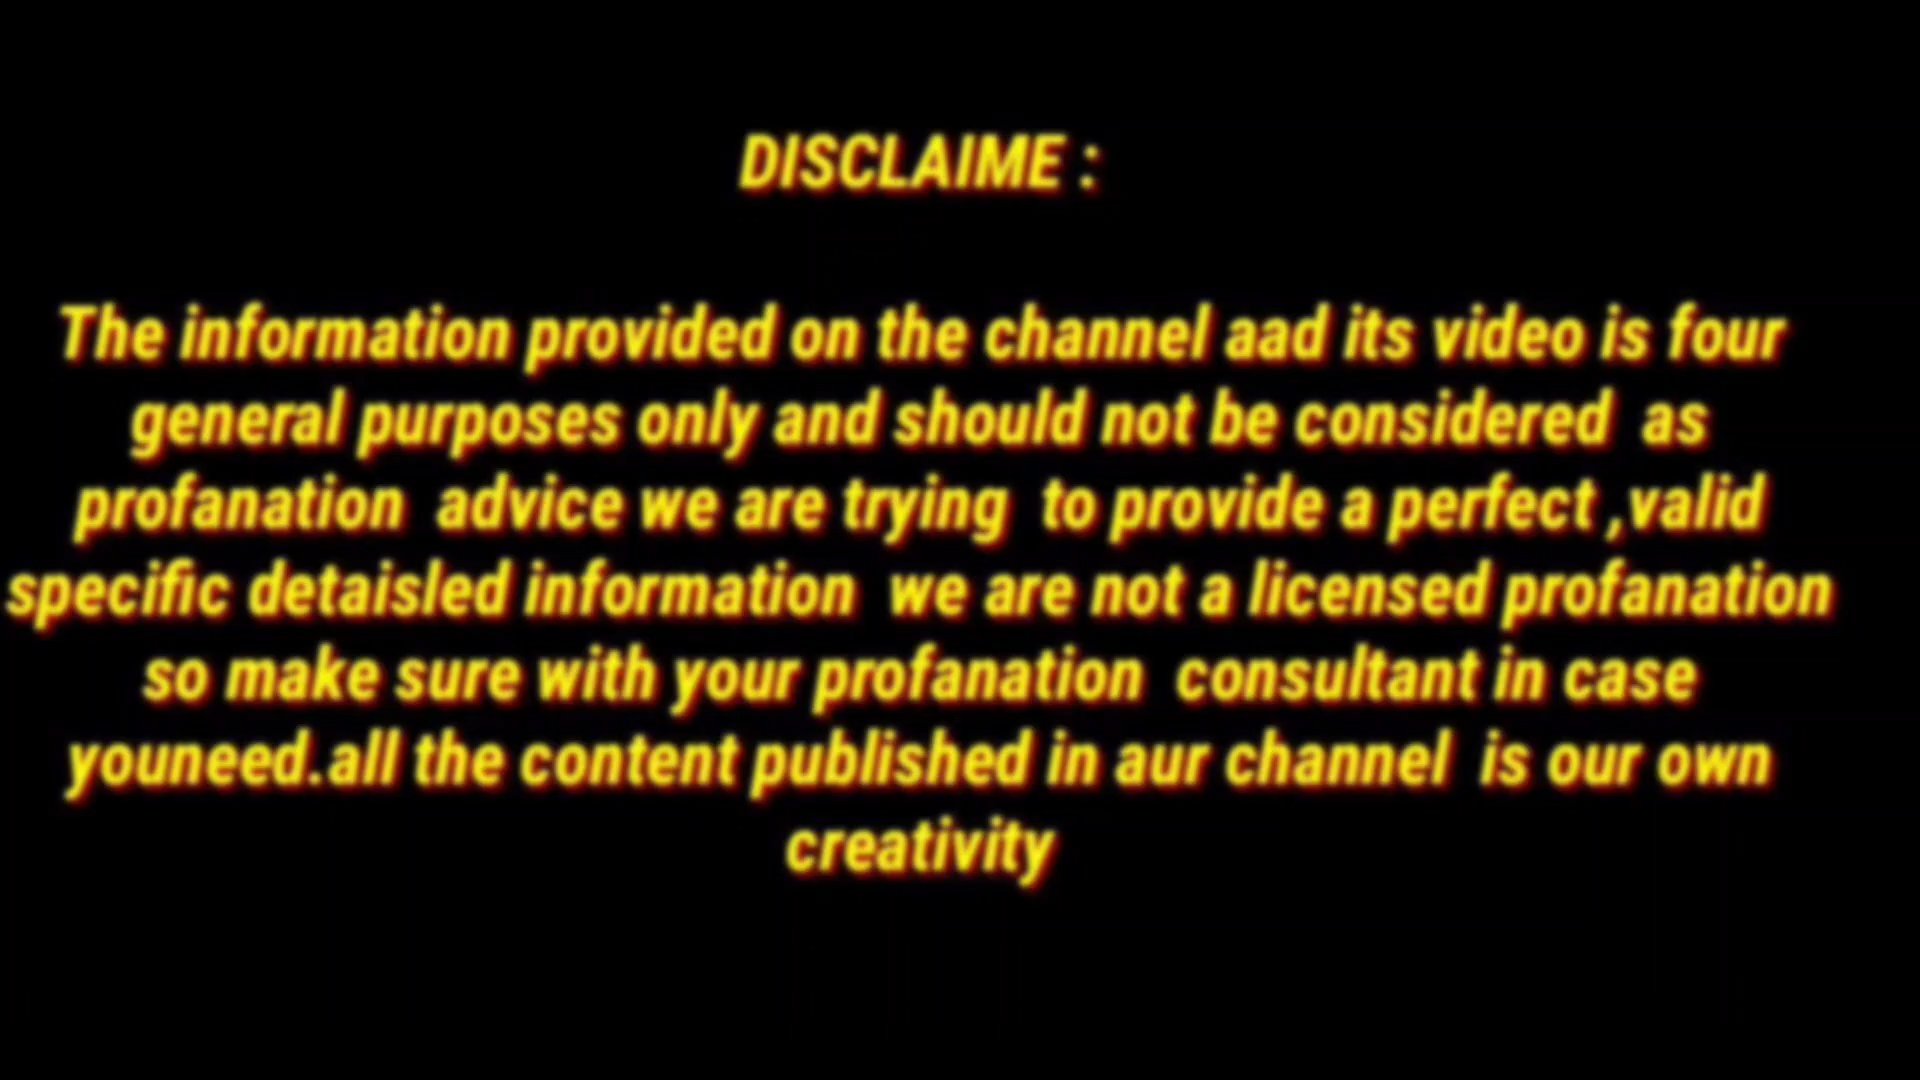 DISCLAIME :
The information provided on the channel aad its video is four
general purposes only and should not be considered as
profanation advice we are trying to provide a perfect ,valid
specific detaisled information we are not a licensed profanation
so make sure with your profanation consultant in case
youneed.all the content published in aur channel is our own
creativity